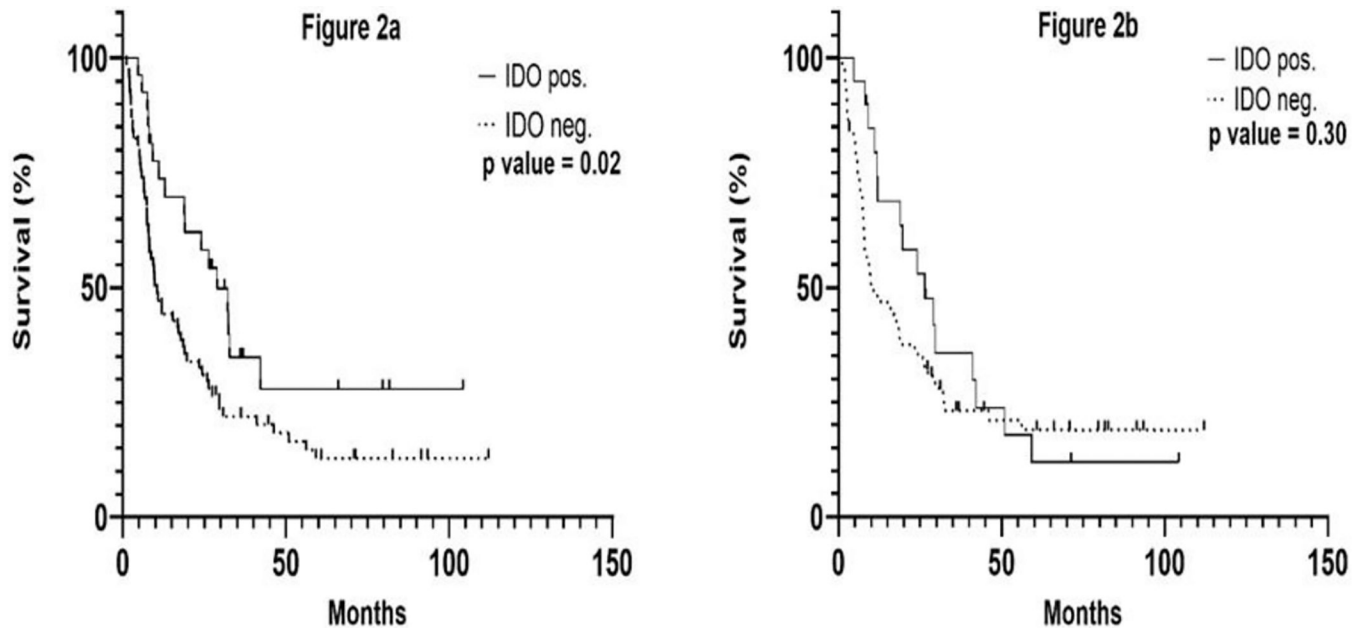 Figure 2a
IDO pos.
IDO neg.
p value = 0.02
Survival (%)
100
50
0
0 50 100 150
Months
Figure 2b
IDO pos.
IDO neg.
p value = 0.30
Survival (%)
100
50
0
0 50 100 150
Months